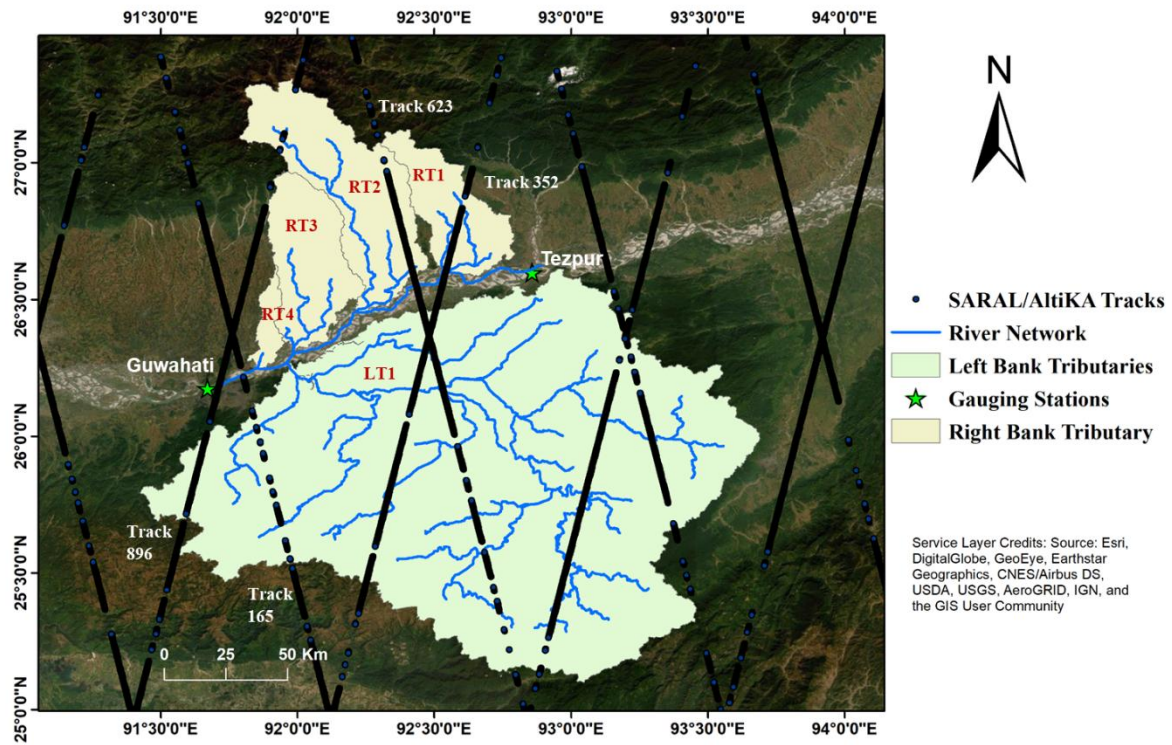 91°30'0"E 92°0'0"E 92°30'0"E 93°0'0"E 93°30'0"E 94°0'0"E
N
27°0'0"N
26°30'0"N
26°0'0"N
25°30'0"N
25°0'0"N
Track 623
RT1
RT2
Track 352
RT3
Tezpur
RT4
Guwahati
LT1
Track
896
Track
165
0 25 50 Km
SARAL/AltiKA Tracks
River Network
Left Bank Tributaries
Gauging Stations
Right Bank Tributary
Service Layer Credits: Source: Esri,
DigitalGlobe, GeoEye, Earthstar
Geographics, CNES/Airbus DS,
USDA, USGS, AeroGRID, IGN, and
the GIS User Community
91°30'0"E 92°0'0"E 92°30'0"E 93°0'0"E 93°30'0"E 94°0'0"E